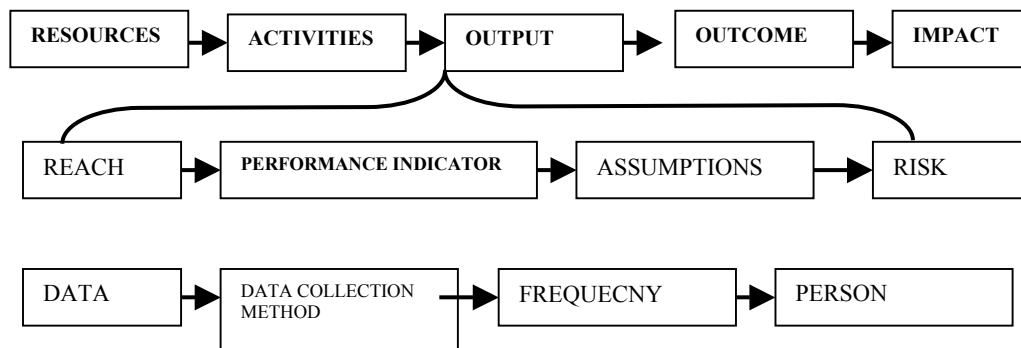 RESOURCES
ACTIVITIES
OUTPUT
OUTCOME
IMPACT
REACH
PERFORMANCE INDICATOR
ASSUMPTIONS
RISK
DATA
DATA COLLECTION
METHOD
FREQUECNY
PERSON